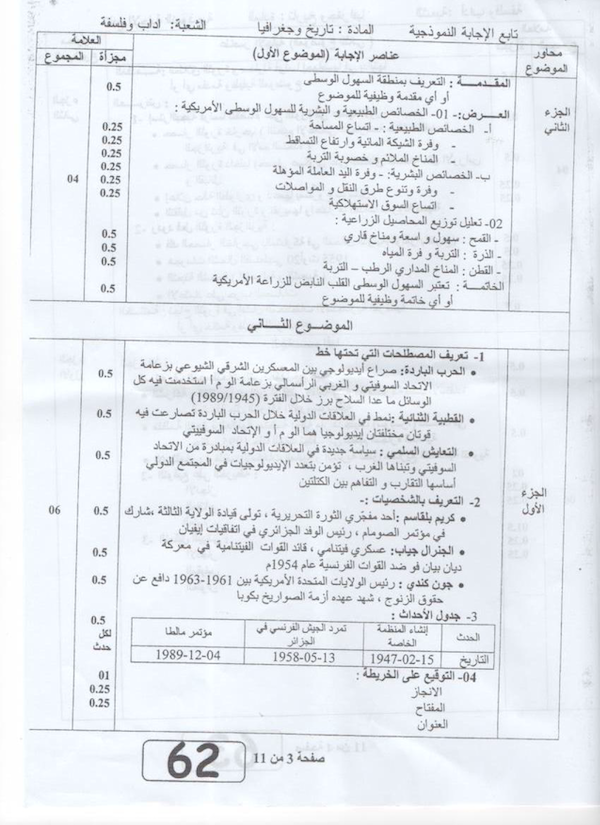 تابع الإجابة النموذجية المادة : تاريخ وجغرافيا الشعبة: آداب وفلسفة
محاور الموضوع
عناصر الإجابة (الموضوع الأول)
العلامة
مجزأة المجموع
الجزء الثاني
المقدمـــة : التعريف بمنطقة السهول الوسطى 0.5
أو أي مقدمة وظيفية للموضوع
العـــرض:- 01- الخصائص الطبيعية و البشرية للسهول الوسطى الأمريكية :
أ- الخصائص الطبيعية : - اتساع المساحة 0.25
- وفرة الشبكة المائية وارتفاع التساقط 0.25
- المناخ الملائم و خصوبة التربة 0.25
ب- الخصائص البشرية: - وفرة اليد العاملة المؤهلة 0.25
- وفرة وتنوع طرق النقل و المواصلات 0.25
- اتساع السوق الاستهلاكية 0.25
04
02- تعليل توزيع المحاصيل الزراعية :
- القمح : سهول و اسعة ومناخ قاري 0.5
- الذرة : التربة و فرة المياه 0.5
- القطن : المناخ المداري الرطب – التربة 0.5
الخاتمــة : تعتبر السهول الوسطى القلب النابض للزراعة الأمريكية 0.5
أو أي خاتمة وظيفية للموضوع
الموضـــوع الثـــاني
الجزء الأول
1- تعريف المصطلحات التي تحتها خط
• الحرب الباردة: صراع أيديولوجي بين المعسكرين الشرقي الشيوعي بزعامة 0.5
الاتحاد السوفيتي و الغربي الرأسمالي بزعامة الو م أ استخدمت فيه كل
الوسائل ما عدا السلاح برز خلال الفترة (1989/1945)
• القطبية الثنائية :نمط في العلاقات الدولية خلال الحرب الباردة تصارعت فيه 0.5
قوتان مختلفتان إيديولوجيا هما الو م أ و الإتحاد السوفييتي
• التعايش السلمي : سياسة جديدة في العلاقات الدولية بمبادرة من الاتحاد 0.5
السوفيتي وتبناها الغرب ، تؤمن بتعدد الإيديولوجيات في المجتمع الدولي
أساسها التقارب و التفاهم بين الكتلتين
2- التعريف بالشخصيات :-
• كريم بلقاسم: أحد مفجّري الثورة التحريرية ، تولى قيادة الولاية الثالثة ،شارك 0.5 06
في مؤتمر الصومام ، رئيس الوفد الجزائري في اتفاقيات إيفيان
• الجنرال جياب: عسكري فيتنامي ، قائد القوات الفيتنامية في معركة 0.5
ديان بيان فو ضد القوات الفرنسية عام 1954م
• جون كندي : رئيس الولايات المتحدة الأمريكية بين 1961-1963 دافع عن 0.5
حقوق الزنوج ، شهد عهده أزمة الصواريخ بكوبا
3- جدول الأحداث : 0.5 لكل حدث
الحدث إنشاء المنظمة الخاصة تمرد الجيش الفرنسي في الجزائر مؤتمر مالطا
التاريخ 1947-02-15 1958-05-13 1989-12-04
04- التوقيع على الخريطة : 01
الانجاز 0.25
المفتاح 0.25
العنوان
صفحة 3 من 11
62